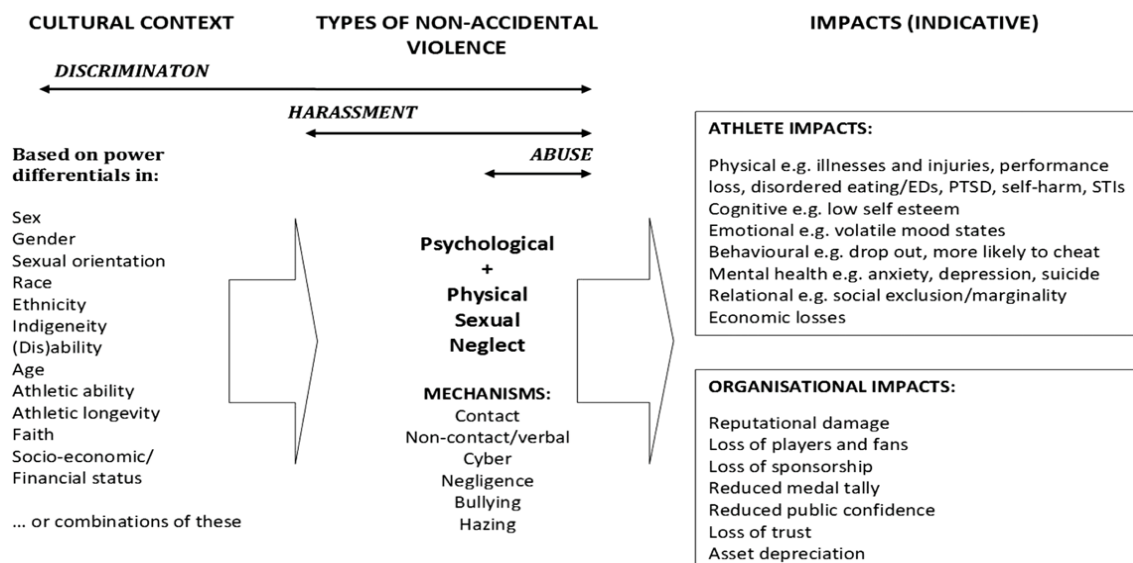 CULTURAL CONTEXT
TYPES OF NON-ACCIDENTAL
VIOLENCE
IMPACTS (INDICATIVE)
DISCRIMINATON
HARASSMENT
ABUSE
Based on power
differentials in:
Sex
Gender
Sexual orientation
Race
Ethnicity
Indigeneity
(Dis)ability
Age
Athletic ability
Athletic longevity
Faith
Socio-economic/
Financial status
... or combinations of these
Psychological
+
Physical
Sexual
Neglect
MECHANISMS:
Contact
Non-contact/verbal
Cyber
Negligence
Bullying
Hazing
ATHLETE IMPACTS:
Physical e.g. illnesses and injuries, performance
loss, disordered eating/EDs, PTSD, self-harm, STIs
Cognitive e.g. low self esteem
Emotional e.g. volatile mood states
Behavioural e.g. drop out, more likely to cheat
Mental health e.g. anxiety, depression, suicide
Relational e.g. social exclusion/marginality
Economic losses
ORGANISATIONAL IMPACTS:
Reputational damage
Loss of players and fans
Loss of sponsorship
Reduced medal tally
Reduced public confidence
Loss of trust
Asset depreciation